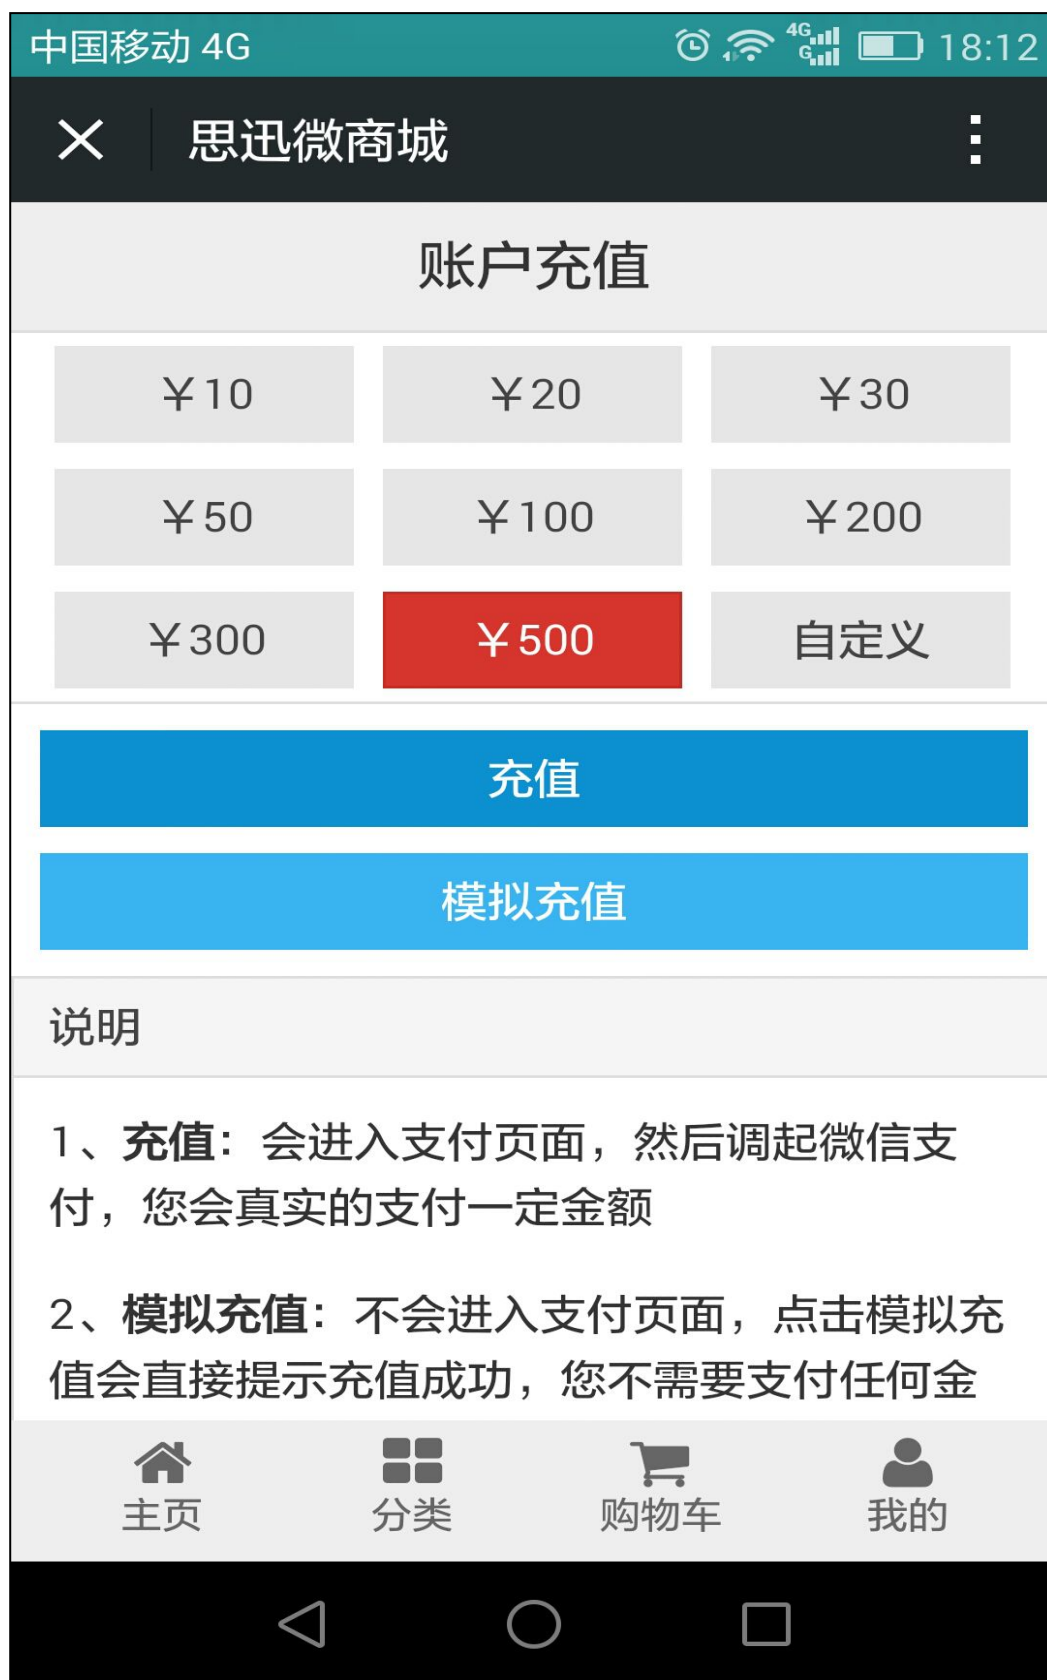 中国移动 4G 4G G 18:12
思迅微商城
账户充值
￥10 ￥20 ￥30
￥50 ￥100 ￥200
￥300 ￥500 自定义
充值
模拟充值
说明
1、充值：会进入支付页面，然后调起微信支
付，您会真实的支付一定金额
2、模拟充值：不会进入支付页面，点击模拟充
值会直接提示充值成功，您不需要支付任何金
主页 分类 购物车 我的